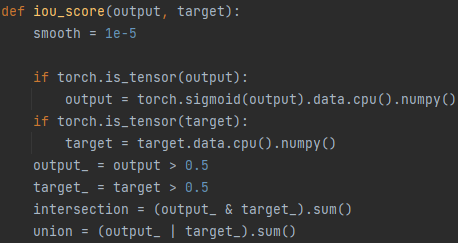 def iou_score(output, target):
    smooth = 1e-5

    if torch.is_tensor(output):
        output = torch.sigmoid(output).data.cpu().numpy()
    if torch.is_tensor(target):
        target = target.data.cpu().numpy()
    output_ = output > 0.5
    target_ = target > 0.5
    intersection = (output_ & target_).sum()
    union = (output_ | target_).sum()